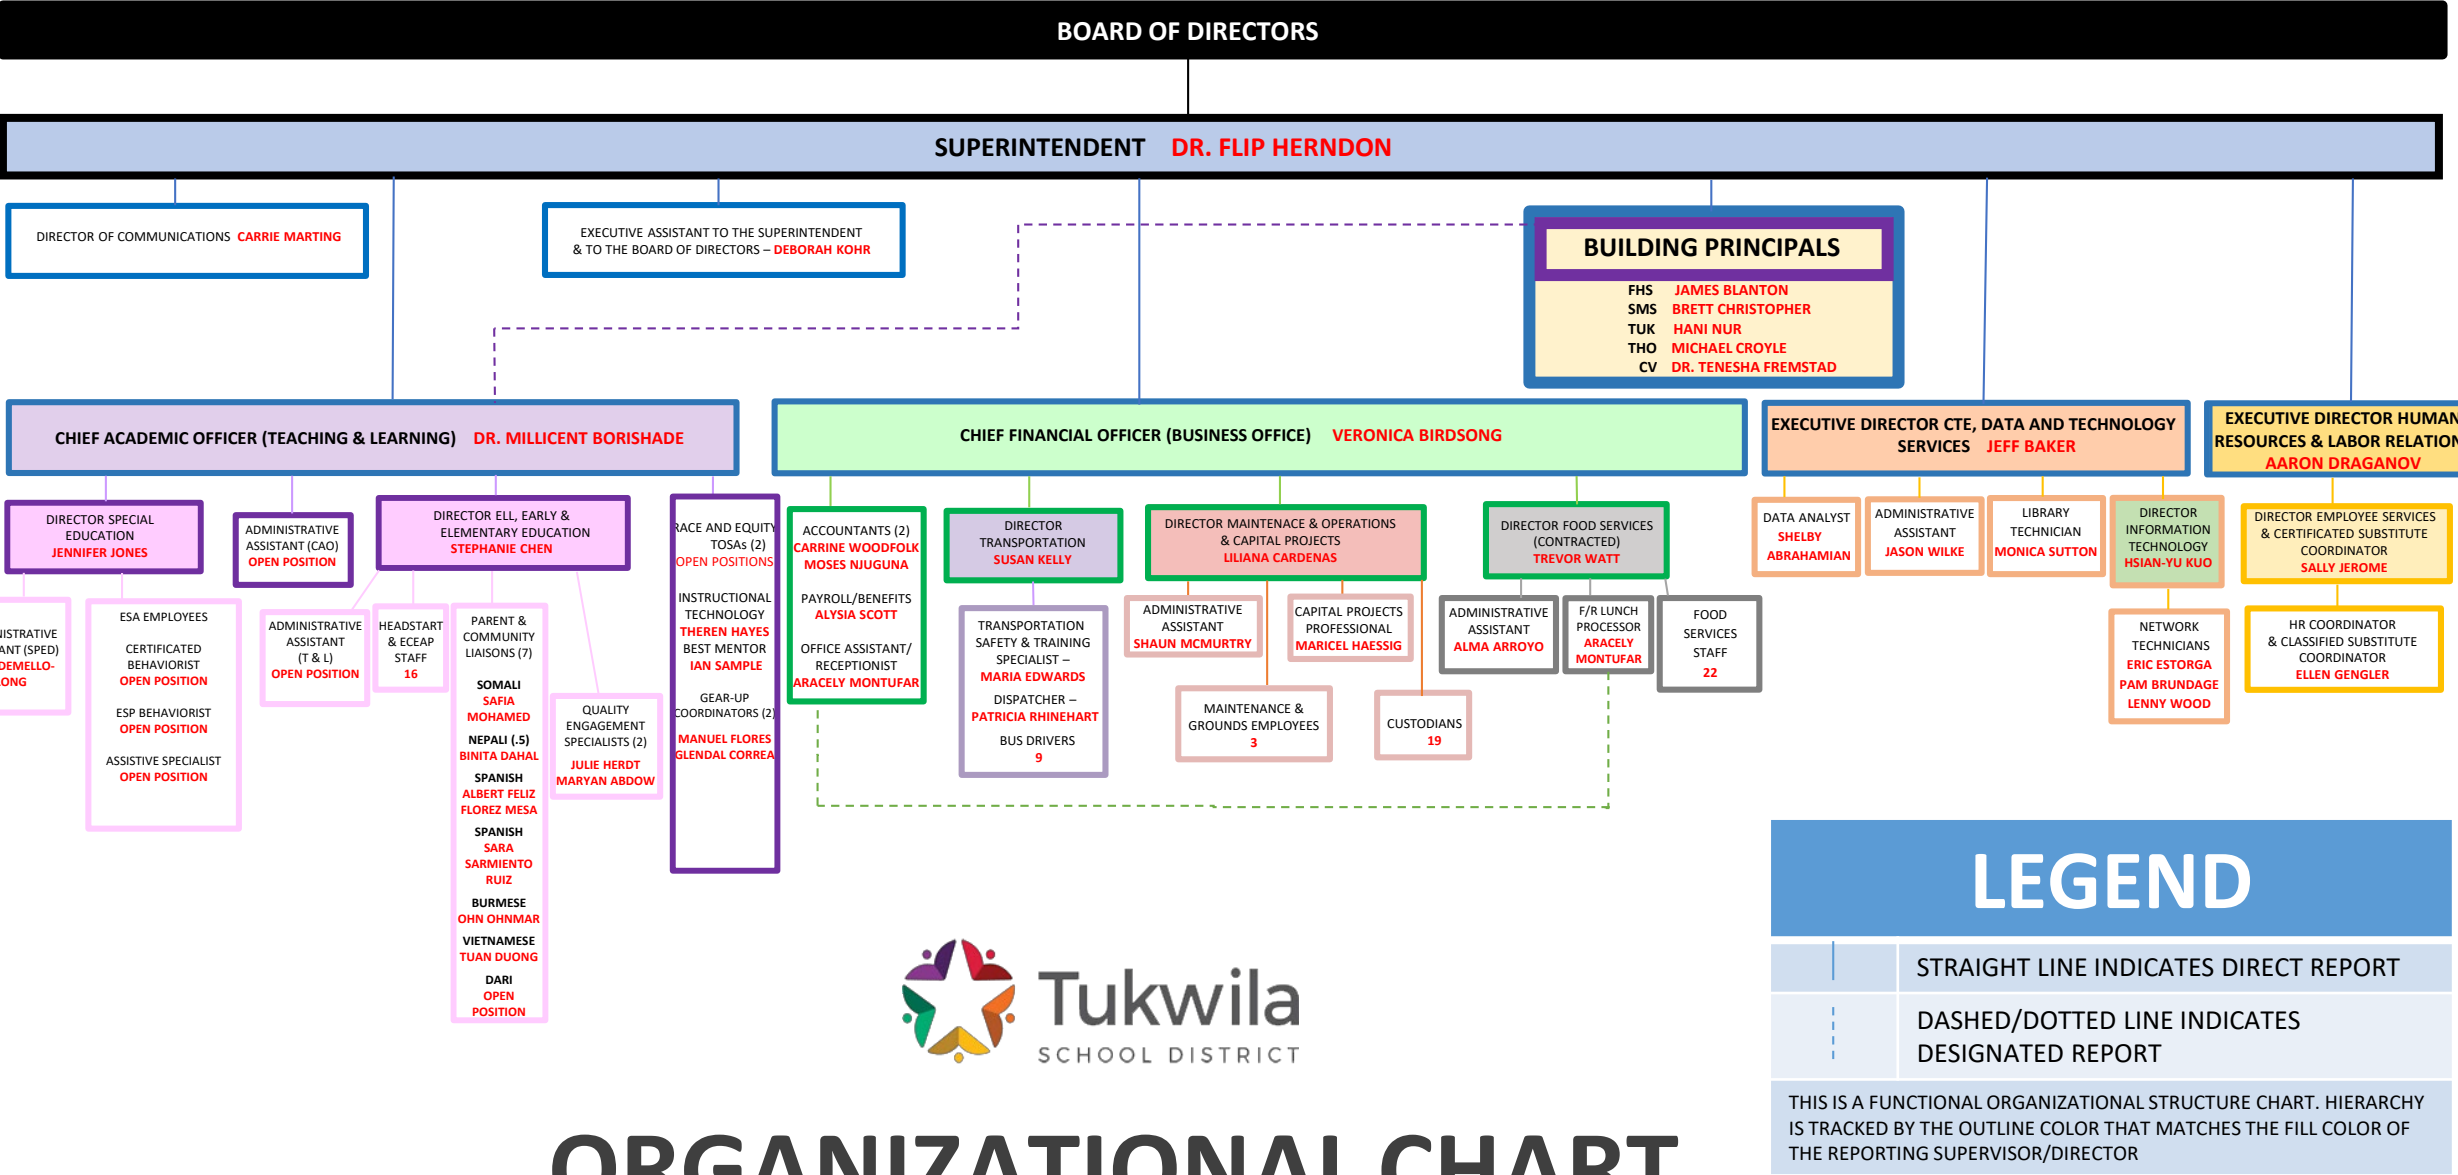 BOARD OF DIRECTORS
SUPERINTENDENT DR. FLIP HERNDON
DIRECTOR OF COMMUNICATIONS CARRIE MARTING
EXECUTIVE ASSISTANT TO THE SUPERINTENDENT
& TO THE BOARD OF DIRECTORS – DEBORAH KOHR
BUILDING PRINCIPALS
FHS JAMES BLANTON
SMS BRETT CHRISTOPHER
TUK HANI NUR
THO MICHAEL CROYLE
CV DR. TENESHA FREMSTAD
CHIEF ACADEMIC OFFICER (TEACHING & LEARNING) DR. MILLICENT BORISHADE
CHIEF FINANCIAL OFFICER (BUSINESS OFFICE) VERONICA BIRDSONG
EXECUTIVE DIRECTOR CTE, DATA AND TECHNOLOGY
SERVICES JEFF BAKER
EXECUTIVE DIRECTOR HUMAN
RESOURCES & LABOR RELATION
AARON DRAGANOV
DIRECTOR SPECIAL
EDUCATION
JENNIFER JONES
ADMINISTRATIVE
ASSISTANT (CAO)
OPEN POSITION
DIRECTOR ELL, EARLY &
ELEMENTARY EDUCATION
STEPHANIE CHEN
RACE AND EQUITY
TOSAs (2)
OPEN POSITIONS
INSTRUCTIONAL
TECHNOLOGY
THEREN HAYES
BEST MENTOR
IAN SAMPLE
GEAR-UP
COORDINATORS (2)
MANUEL FLORES
GLENDAL CORREA
ACCOUNTANTS (2)
CARRINE WOODFOLK
MOSES NJUGUNA
PAYROLL/BENEFITS
ALYSIA SCOTT
OFFICE ASSISTANT/
RECEPTIONIST
ARACELY MONTUFAR
DIRECTOR
TRANSPORTATION
SUSAN KELLY
DIRECTOR MAINTENACE & OPERATIONS
& CAPITAL PROJECTS
LILIANA CARDENAS
DIRECTOR FOOD SERVICES
(CONTRACTED)
TREVOR WATT
DATA ANALYST
SHELBY
ABRAHAMIAN
ADMINISTRATIVE
ASSISTANT
JASON WILKE
LIBRARY
TECHNICIAN
MONICA SUTTON
DIRECTOR
INFORMATION
TECHNOLOGY
HSIAN-YU KUO
DIRECTOR EMPLOYEE SERVICES
& CERTIFICATED SUBSTITUTE
COORDINATOR
SALLY JEROME
NISTRATIVE
ANT (SPED)
DEMELLO-
ONG
ESA EMPLOYEES
CERTIFICATED
BEHAVIORIST
OPEN POSITION
ESP BEHAVIORIST
OPEN POSITION
ASSISTIVE SPECIALIST
OPEN POSITION
ADMINISTRATIVE
ASSISTANT
(T & L)
OPEN POSITION
HEADSTART
& ECEAP
STAFF
16
PARENT &
COMMUNITY
LIAISONS (7)
SOMALI
SAFIA
MOHAMED
NEPALI (.5)
BINITA DAHAL
SPANISH
ALBERT FELIZ
FLOREZ MESA
SPANISH
SARA
SARMIENTO
RUIZ
BURMESE
OHN OHNMAR
VIETNAMESE
TUAN DUONG
DARI
OPEN
POSITION
QUALITY
ENGAGEMENT
SPECIALISTS (2)
JULIE HERDT
MARYAN ABDOW
TRANSPORTATION
SAFETY & TRAINING
SPECIALIST –
MARIA EDWARDS
DISPATCHER –
PATRICIA RHINEHART
BUS DRIVERS
9
ADMINISTRATIVE
ASSISTANT
SHAUN MCMURTRY
CAPITAL PROJECTS
PROFESSIONAL
MARICEL HAESSIG
MAINTENANCE &
GROUNDS EMPLOYEES
3
CUSTODIANS
19
ADMINISTRATIVE
ASSISTANT
ALMA ARROYO
F/R LUNCH
PROCESSOR
ARACELY
MONTUFAR
FOOD
SERVICES
STAFF
22
NETWORK
TECHNICIANS
ERIC ESTORGA
PAM BRUNDAGE
LENNY WOOD
HR COORDINATOR
& CLASSIFIED SUBSTITUTE
COORDINATOR
ELLEN GENGLER
Tukwila
SCHOOL DISTRICT
ORGANIZATIONAL CHART
LEGEND
STRAIGHT LINE INDICATES DIRECT REPORT
DASHED/DOTTED LINE INDICATES
DESIGNATED REPORT
THIS IS A FUNCTIONAL ORGANIZATIONAL STRUCTURE CHART. HIERARCHY
IS TRACKED BY THE OUTLINE COLOR THAT MATCHES THE FILL COLOR OF
THE REPORTING SUPERVISOR/DIRECTOR